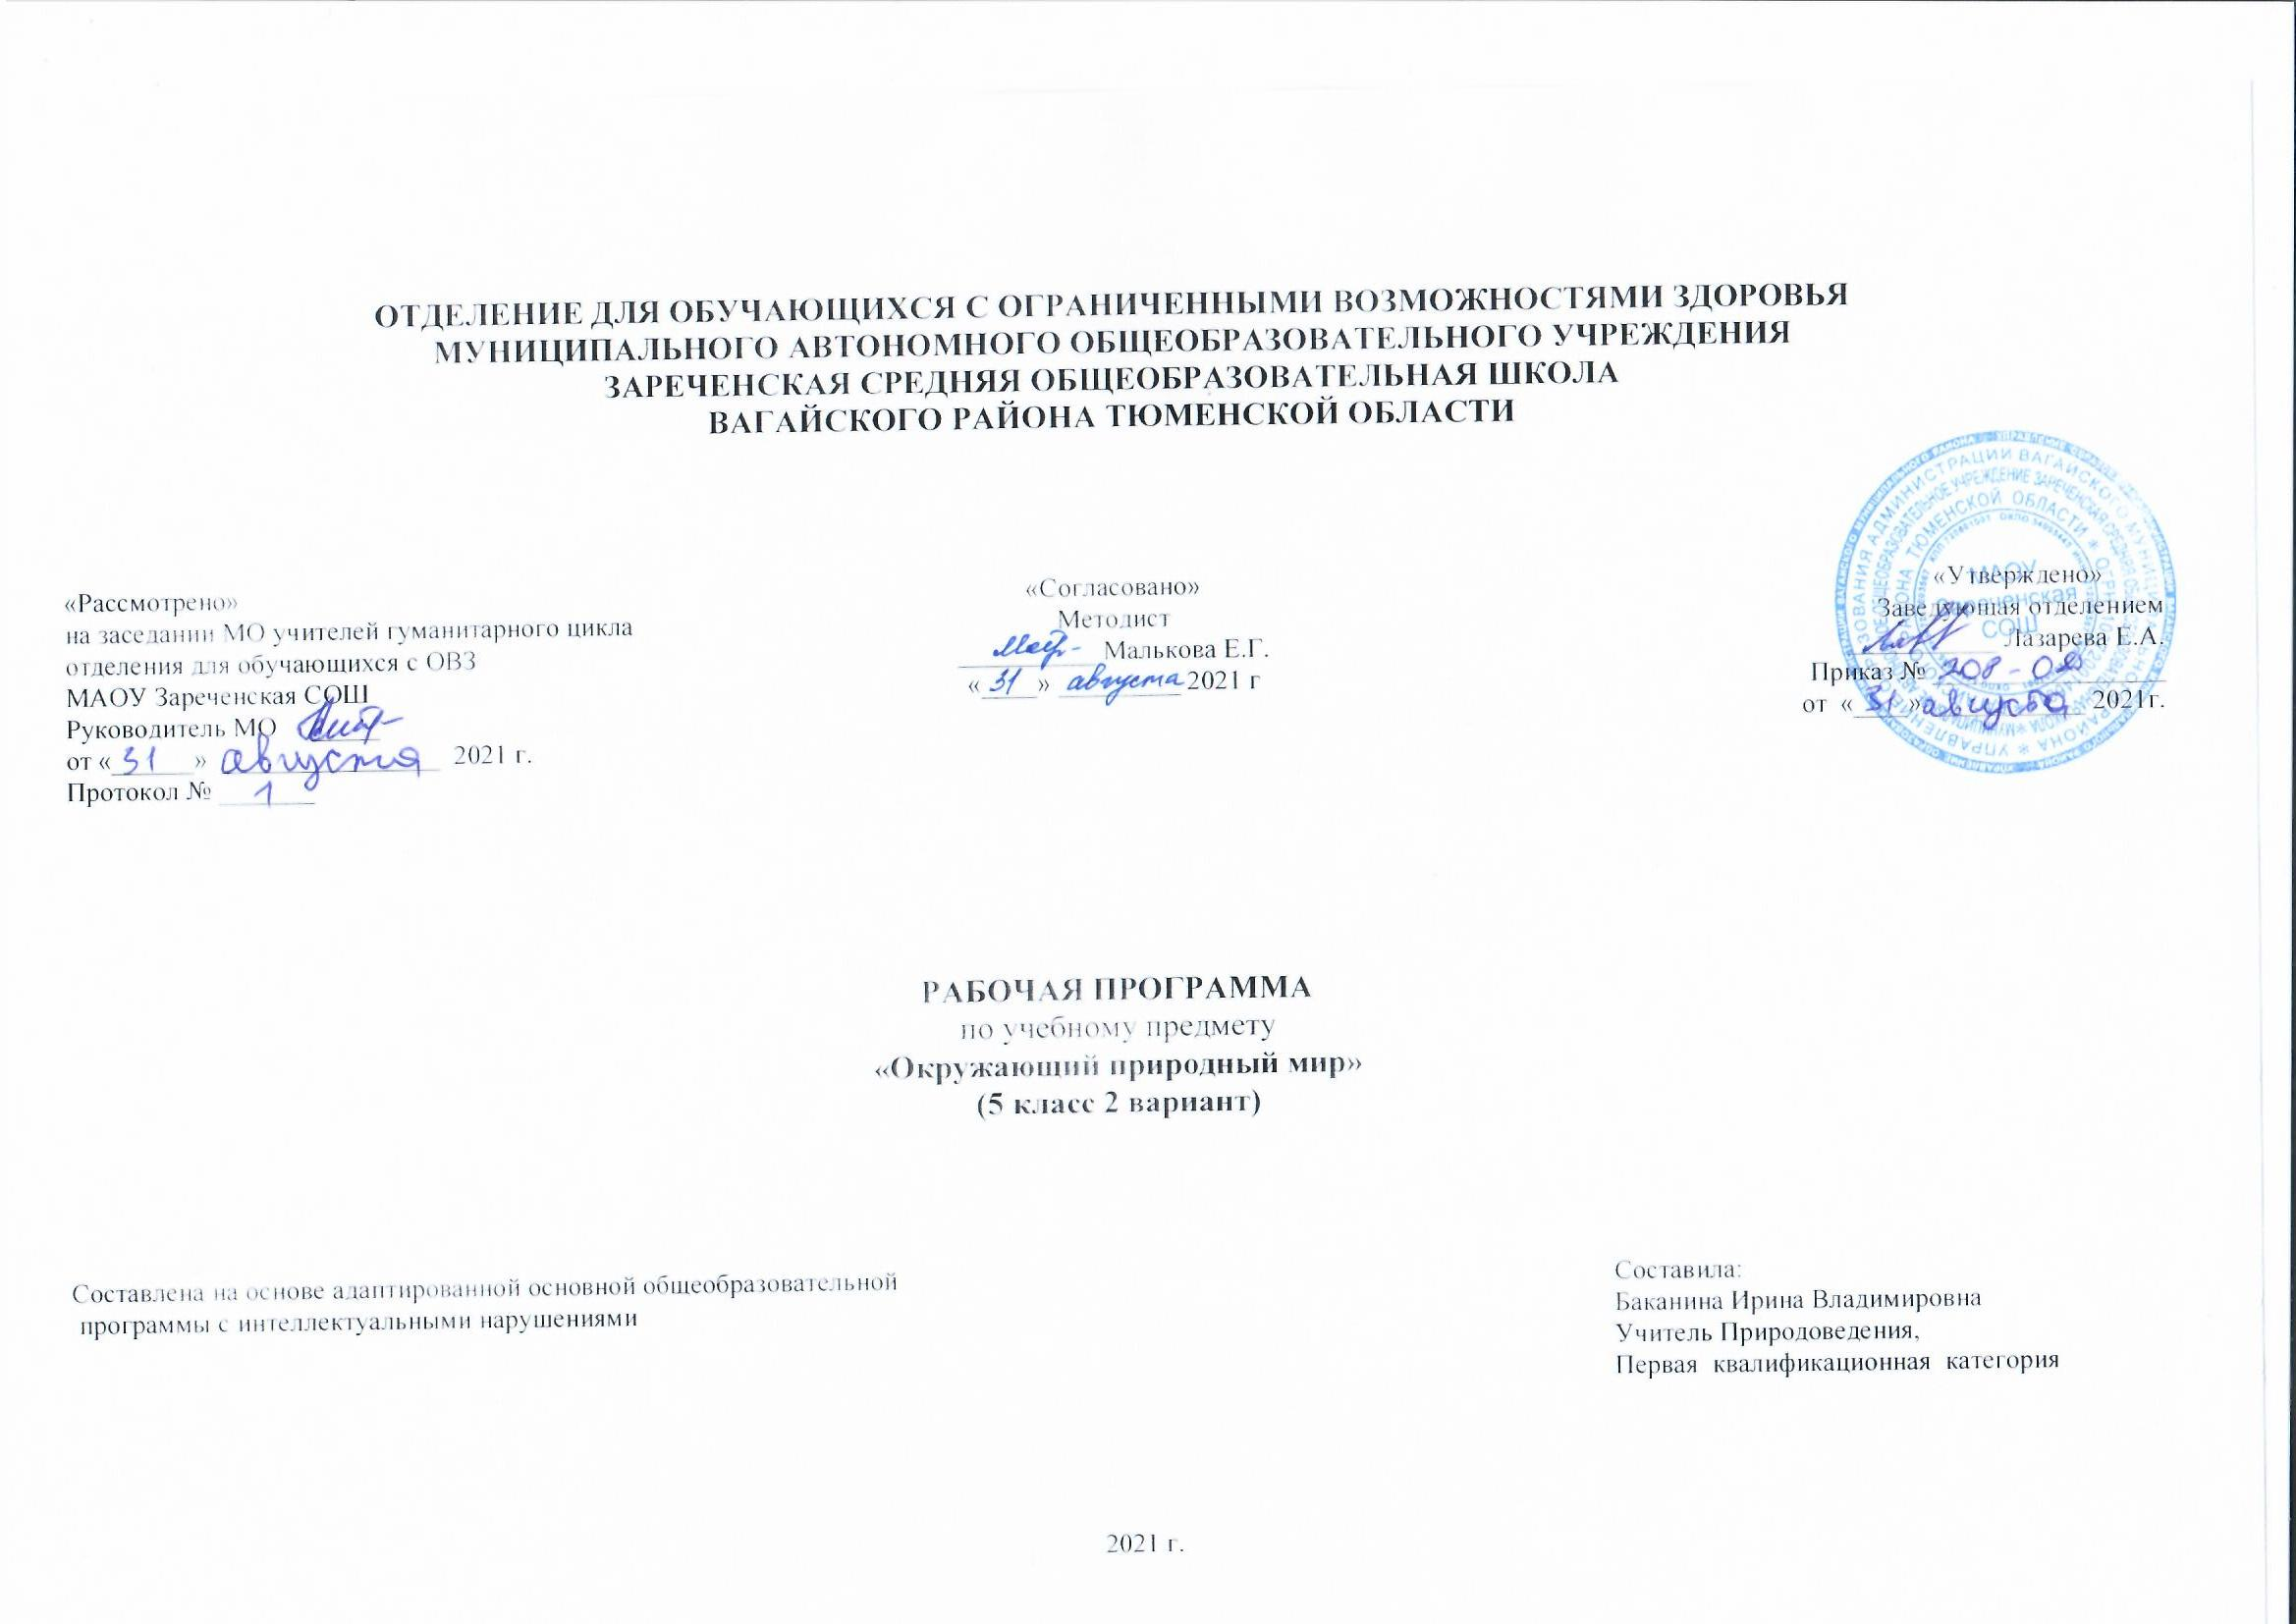 ОТДЕЛЕНИЕ ДЛЯ ОБУЧАЮЩИХСЯ С ОГРАНИЧЕННЫМИ ВОЗМОЖНОСТЯМИ ЗДОРОВЬЯ
МУНИЦИПАЛЬНОГО АВТОНОМНОГО ОБЩЕОБРАЗОВАТЕЛЬНОГО УЧРЕЖДЕНИЯ
ЗАРЕЧЕНСКАЯ СРЕДНЯЯ ОБЩЕОБРАЗОВАТЕЛЬНАЯ ШКОЛА
ВАГАЙСКОГО РАЙОНА ТЮМЕНСКОЙ ОБЛАСТИ
«Рассмотрено»
на заседании МО учителей гуманитарного цикла
отделения для обучающихся с ОВЗ
МАОУ Зареченская СОШ
Руководитель МО
от «31» августа 2021 г.
Протокол № 1
«Согласовано»
Методист
Малькова Е.Г.
«31» августа 2021 г
«Утверждено»
Заведующая отделением
Лазарева Е.А.
Приказ № 208-ОД
от «31» августа 2021г.
МАОУ
Зареченская
СОШ
РАБОЧАЯ ПРОГРАММА
по учебному предмету
«Окружающий природный мир»
(5 класс 2 вариант)
Составлена на основе адаптированной основной общеобразовательной
программы с интеллектуальными нарушениями
Составила:
Баканина Ирина Владимировна
Учитель Природоведения,
Первая квалификационная категория
2021 г.